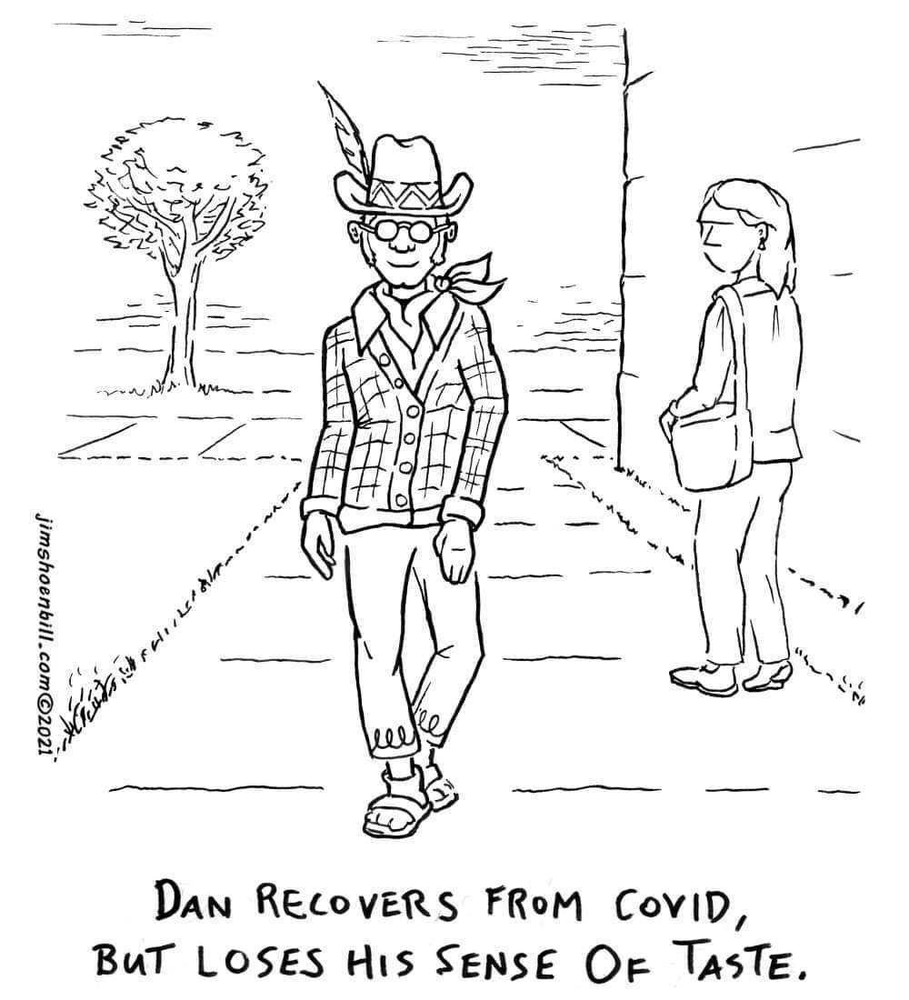 jimshoenbill.com©2021
DAN RECOVERS FROM COVID,
BUT LOSES HIS SENSE OF TASTE.